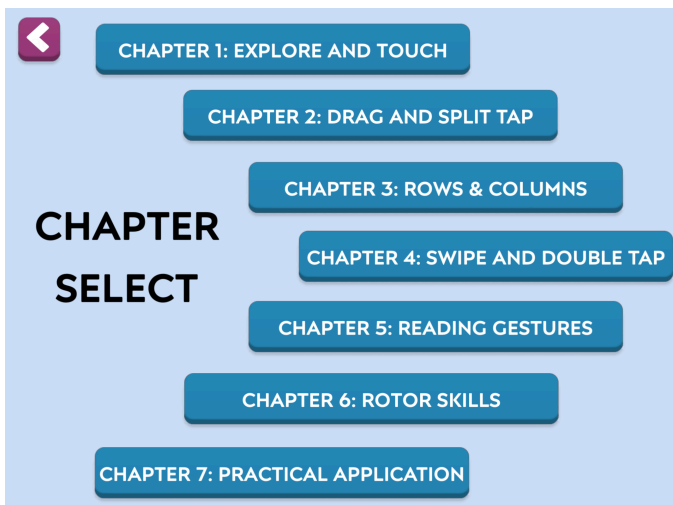 CHAPTER 1: EXPLORE AND TOUCH
CHAPTER 2: DRAG AND SPLIT TAP
CHAPTER 3: ROWS & COLUMNS
CHAPTER
SELECT
CHAPTER 4: SWIPE AND DOUBLE TAP
CHAPTER 5: READING GESTURES
CHAPTER 6: ROTOR SKILLS
CHAPTER 7: PRACTICAL APPLICATION